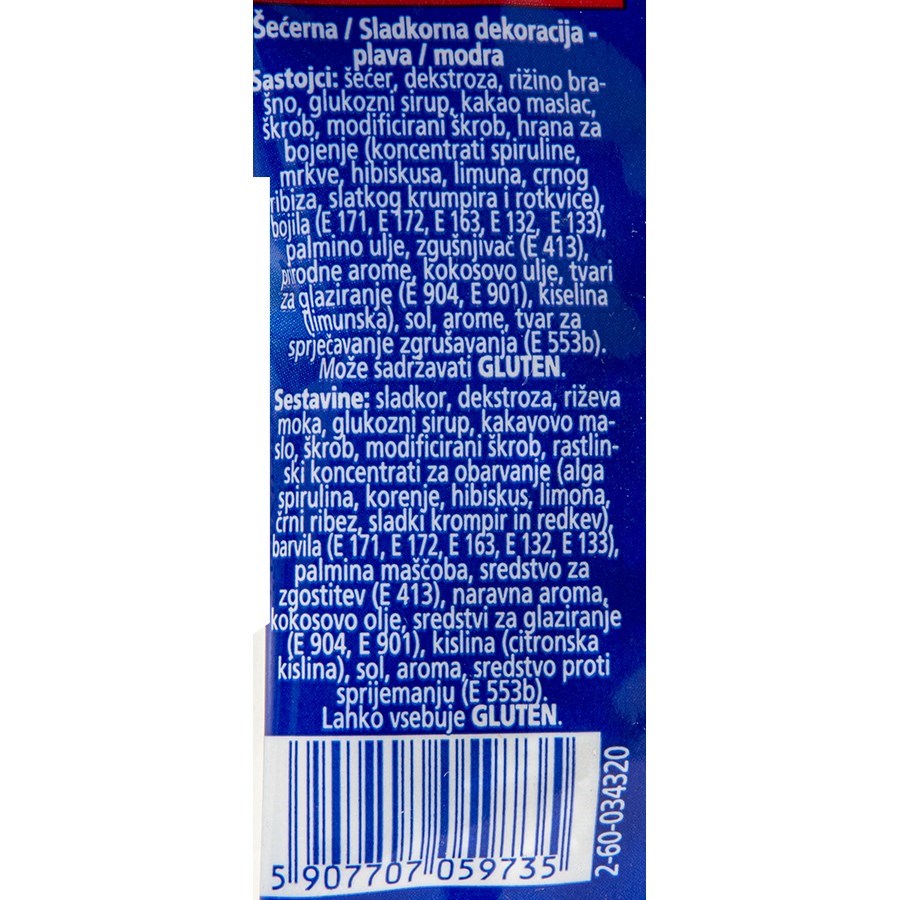 Šećerna / Sladkorna dekoracija -
plava / modra
Sastojci: šećer, dekstroza, rižino bra-
šno, glukozni sirup, kakao maslac,
škrob, modificirani škrob, hrana za
bojenje (koncentrati spiruline,
mrkve, hibiskusa, limuna, crnog
ribiza, slatkog krumpira i rotkvice),
bojila (E 171, E 172, E 163, E 132, E 133),
palmino ulje, zgušnjivač (E 413),
prirodne arome, kokosovo ulje, tvari
za glaziranje (E 904, E 901), kiselina
(limunska), sol, arome, tvar za
sprječavanje zgrušavanja (E 553b).
Može sadrzavati GLUTEN.
Sestavine: sladkor, dekstroza, riževa
moka, glukozni sirup, kakavovo ma-
slo, škrob, modificirani škrob, rastlin-
ski koncentrati za obarvanje (alga
spirulina, korenje, hibiskus, limona,
črni ribez, sladki krompir in redkev),
barvila (E 171, E 172, E 163, E 132, E 133),
palmina maščoba, sredstvo za
zgostitev (E 413), naravna aroma,
kokosovo olje, sredstvi za glaziranje
(E 904, E 901), kislina (citronska
kislina), sol, aroma, sredstvo proti
sprijemanju (E 553b).
Lahko vsebuje GLUTEN.
5 907707 059735
2-60-034320